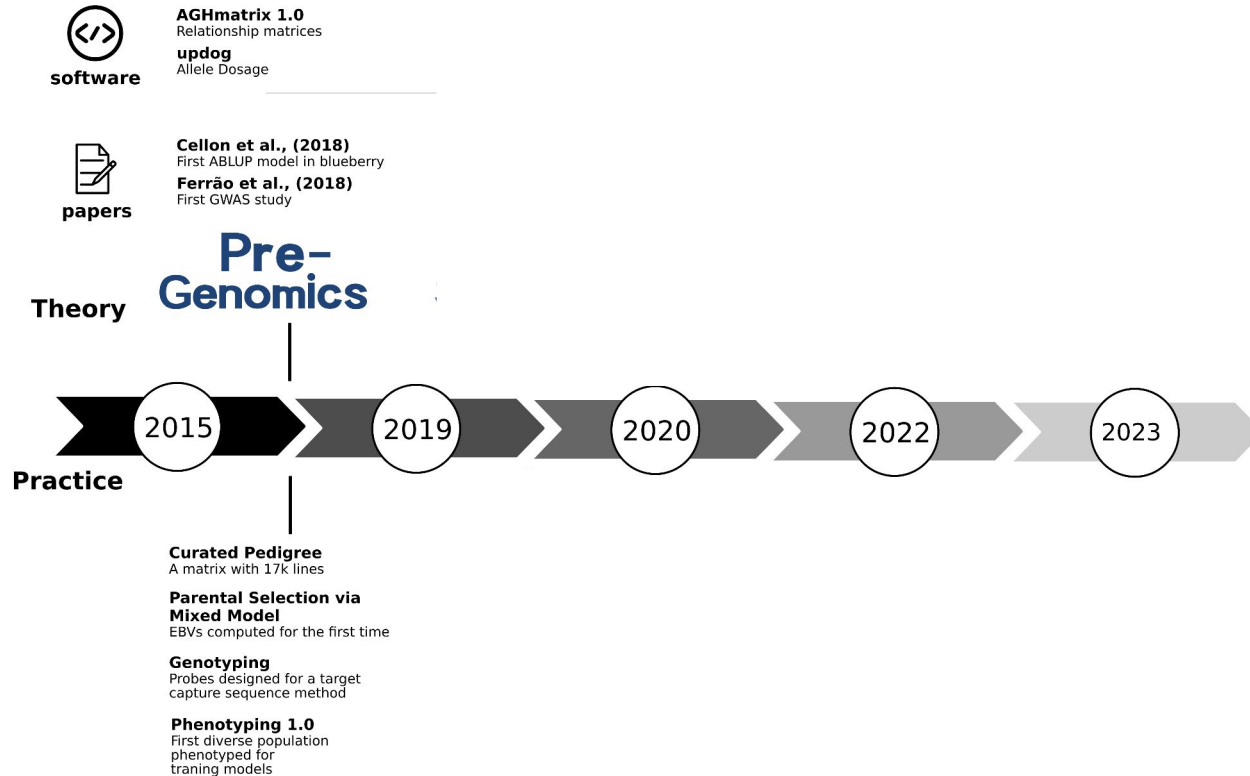 AGHmatrix 1.0
Relationship matrices
updog
Allele Dosage
software
Cellon et al., (2018)
First ABLUP model in blueberry
Ferrão et al., (2018)
First GWAS study
papers
Pre-
Genomics
Theory
2015
2019
2020
2022
2023
Practice
Curated Pedigree
A matrix with 17k lines
Parental Selection via
Mixed Model
EBVs computed for the first time
Genotyping
Probes designed for a target
capture sequence method
Phenotyping 1.0
First diverse population
phenotyped for
traning models